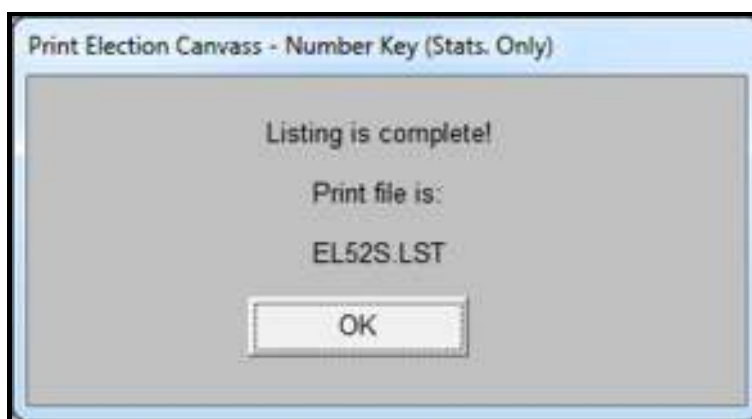 Print Election Canvass - Number Key (Stats. Only)
Listing is complete!
Print file is:
EL52S.LST
OK